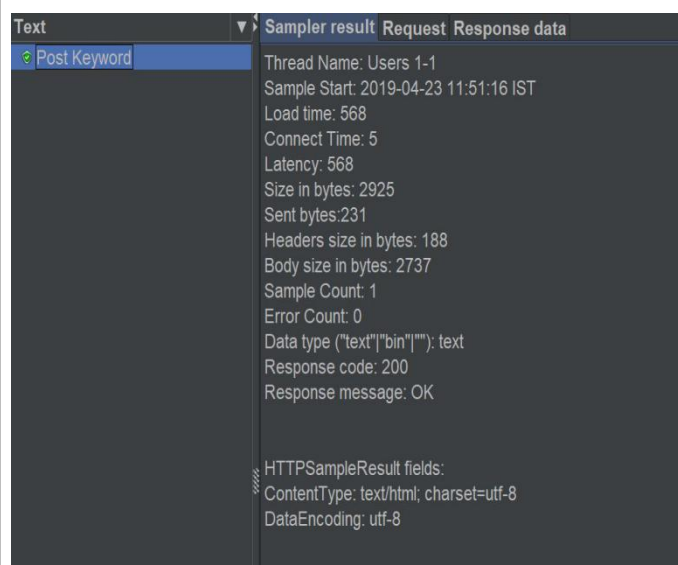 Text
Post Keyword
Sampler result Request Response data
Thread Name: Users 1-1
Sample Start: 2019-04-23 11:51:16 IST
Load time: 568
Connect Time: 5
Latency: 568
Size in bytes: 2925
Sent bytes:231
Headers size in bytes: 188
Body size in bytes: 2737
Sample Count: 1
Error Count: 0
Data type ("text"|"bin"|""): text
Response code: 200
Response message: OK
HTTPSampleResult fields:
ContentType: text/html; charset=utf-8
DataEncoding: utf-8